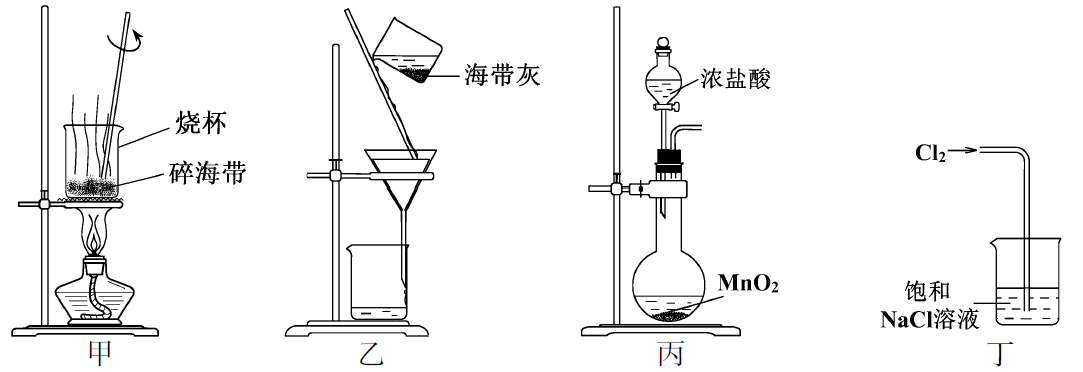 烧杯
碎海带
甲
海带灰
乙
浓盐酸
MnO₂
丙
Cl₂
饱和
NaCl溶液
丁